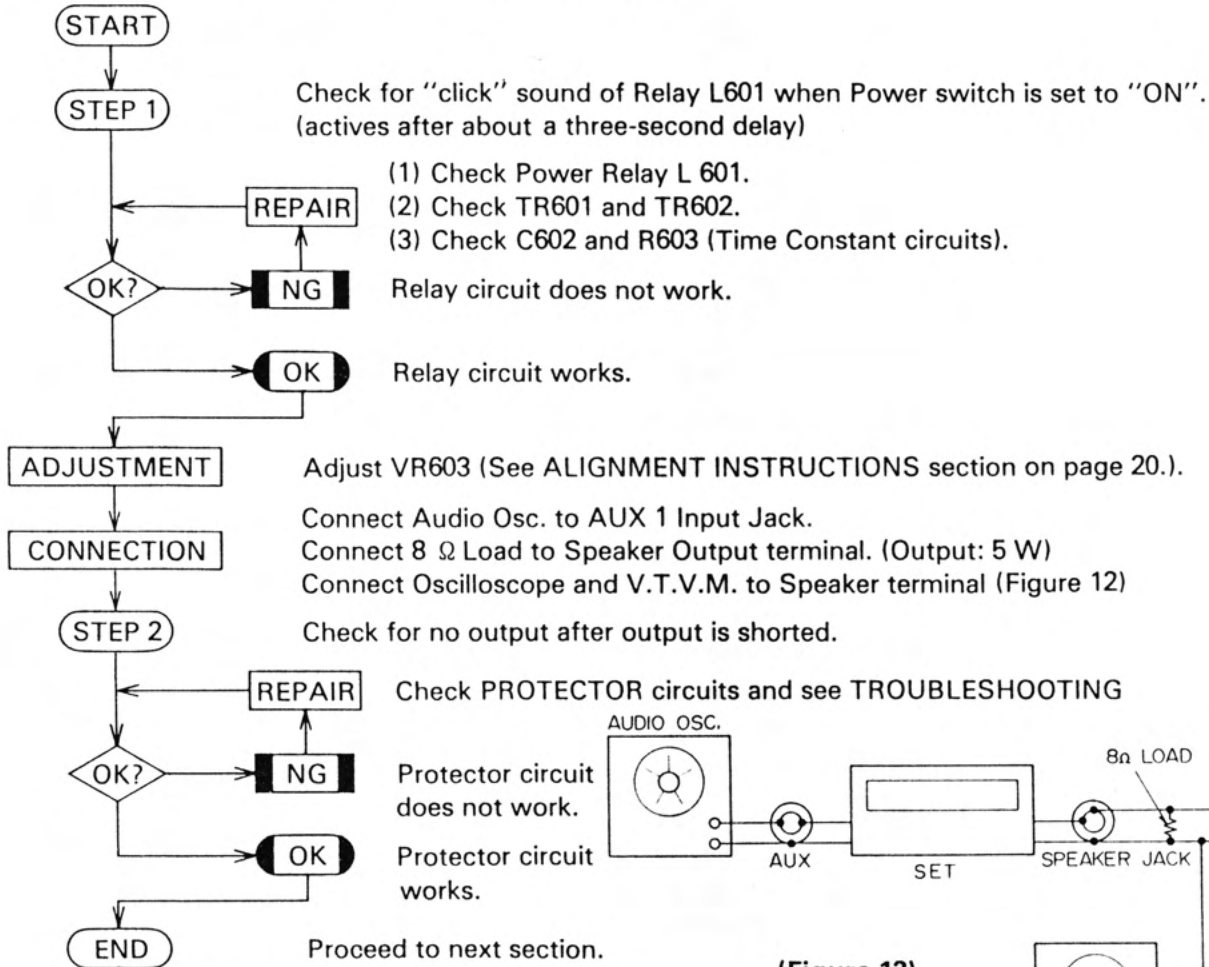 START
STEP 1
Check for "click" sound of Relay L601 when Power switch is set to "ON".
(actives after about a three-second delay)
(1) Check Power Relay L 601.
REPAIR
(2) Check TR601 and TR602.
(3) Check C602 and R603 (Time Constant circuits).
OK?
NG
Relay circuit does not work.
OK
Relay circuit works.
ADJUSTMENT
Adjust VR603 (See ALIGNMENT INSTRUCTIONS section on page 20.).
Connect Audio Osc. to AUX 1 Input Jack.
CONNECTION
Connect 8 Ω Load to Speaker Output terminal. (Output: 5 W)
Connect Oscilloscope and V.T.V.M. to Speaker terminal (Figure 12)
STEP 2
Check for no output after output is shorted.
REPAIR
Check PROTECTOR circuits and see TROUBLESHOOTING
OK?
NG
Protector circuit
does not work.
OK
Protector circuit
works.
END
Proceed to next section.
AUDIO OSC.
8Ω LOAD
AUX
SET
SPEAKER JACK